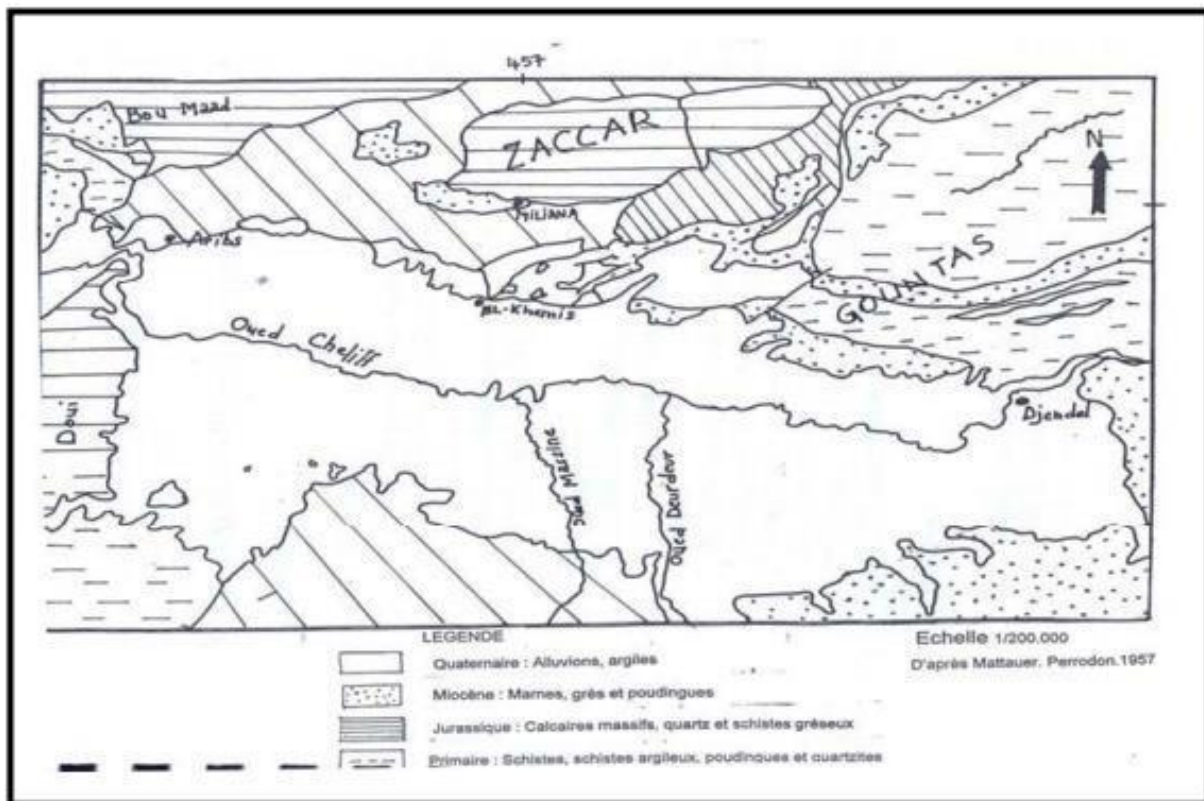 457
Bou Maad
ZACCAR
N
MILIANA
Aribs
GOUNTAS
EL-Khemis
Oued Cheliff
Doui
Djendel
Oued Massine
Oued Deurdeur
LEGENDE
Echelle 1/200.000
Quaternaire : Alluvions, argiles
D'après Mattauer. Perrodon.1957
Miocène : Marnes, grès et poudingues
Jurassique : Calcaires massifs, quartz et schistes gréseux
Primaire : Schistes, schistes argileux, poudingues et quartzites